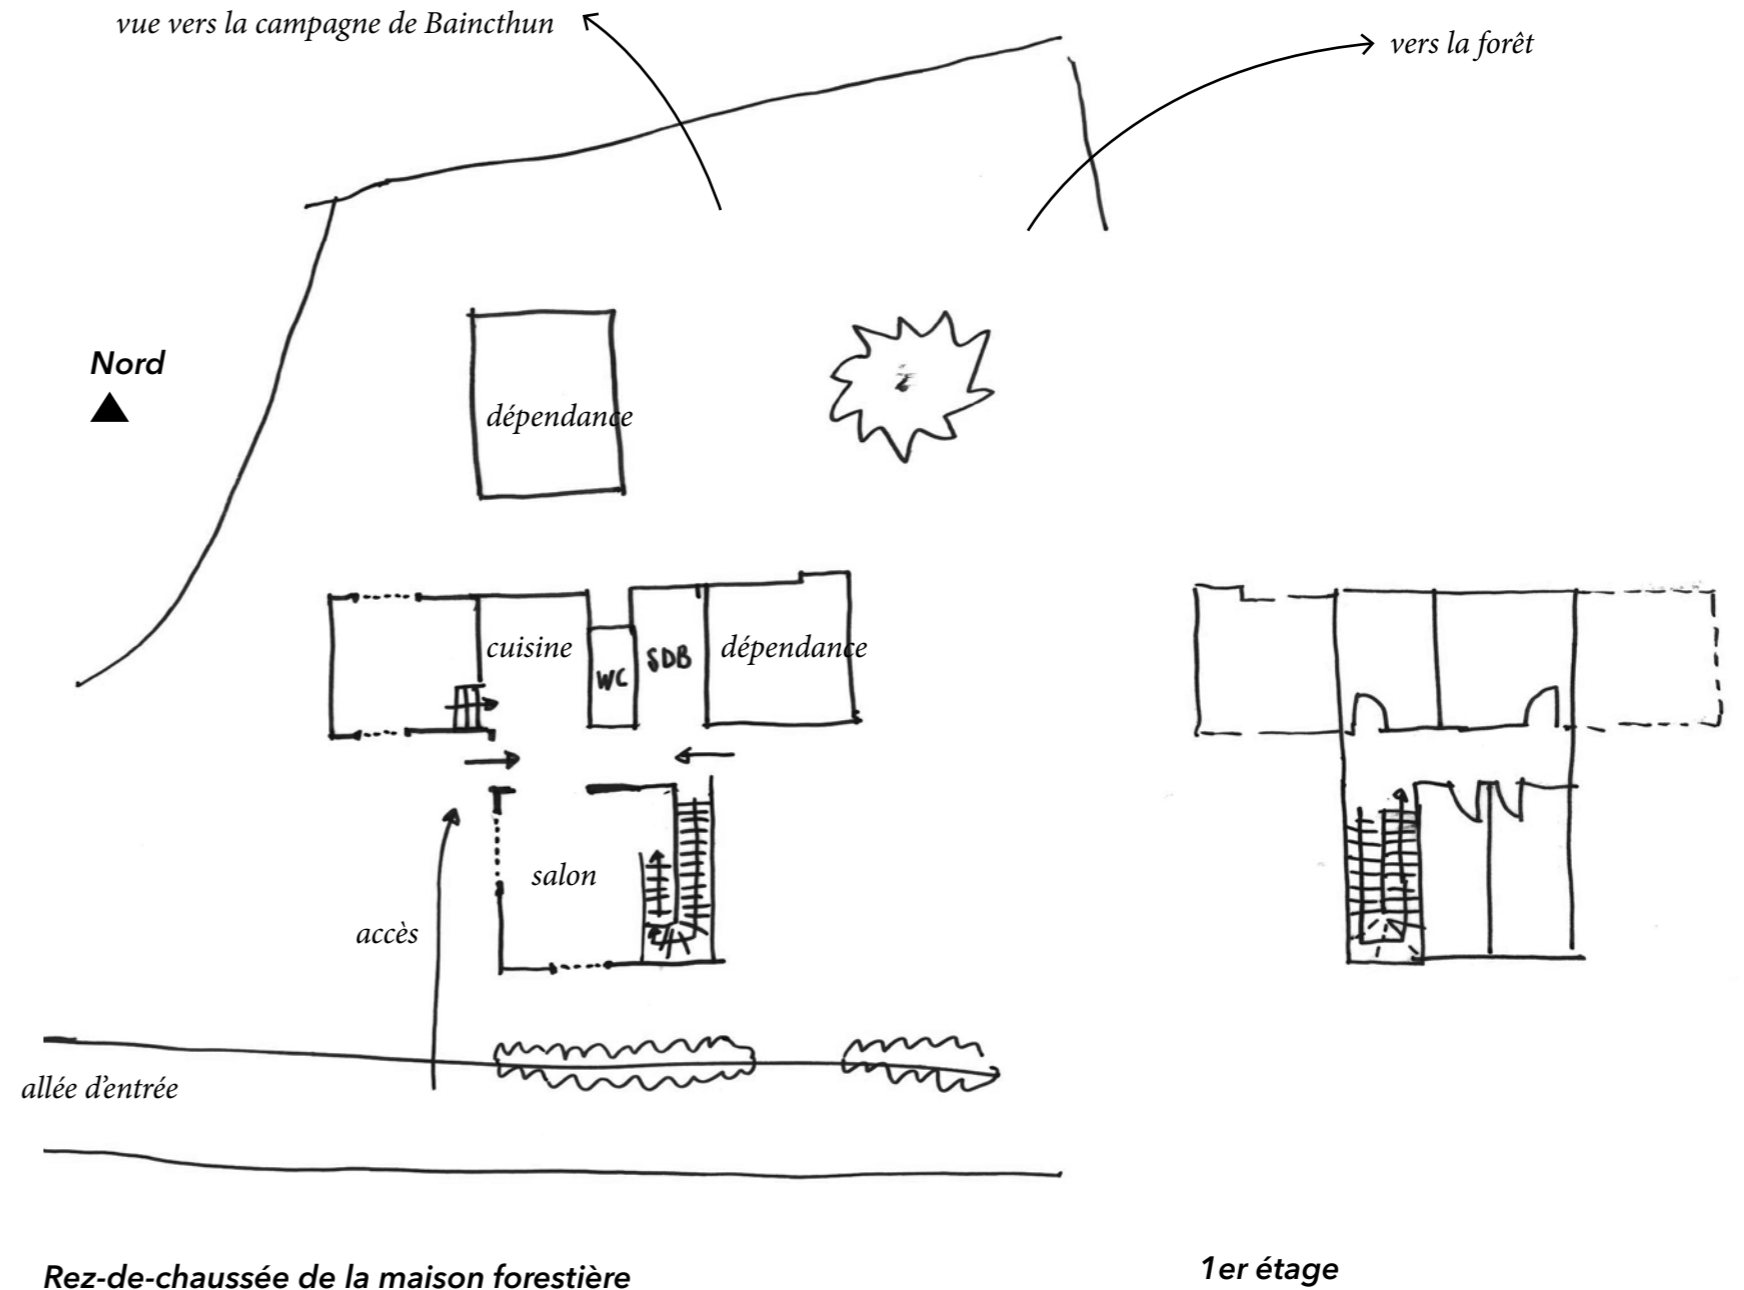 vue vers la campagne de Baincthun
vers la forêt
Nord
dépendance
cuisine
WC
SDB
dépendance
salon
accès
allée d'entrée
Rez-de-chaussée de la maison forestière
1er étage